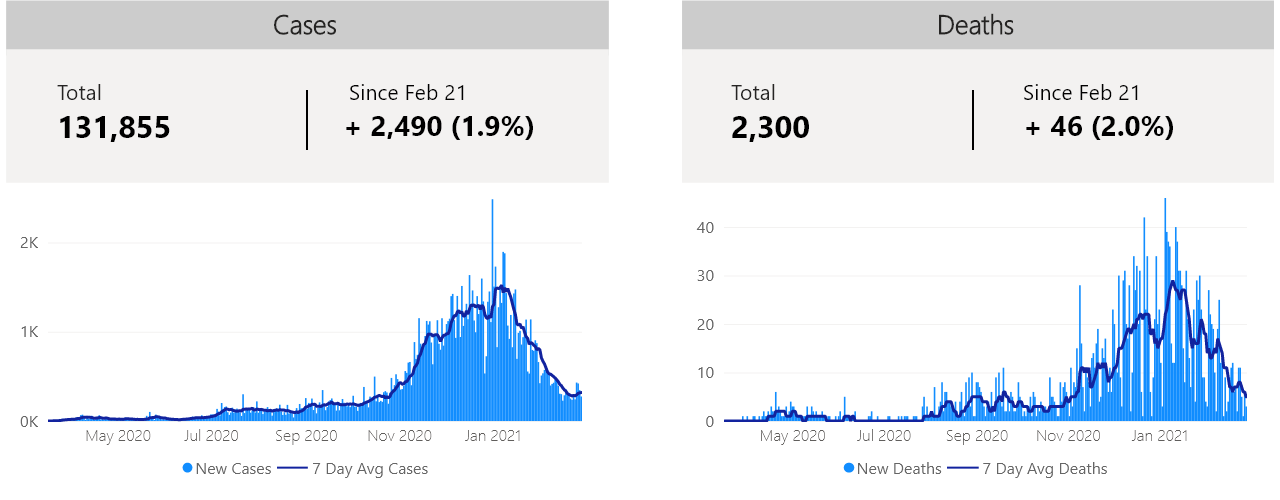 Cases
Total
131,855
Since Feb 21
+ 2,490 (1.9%)
2K
1K
0K
May 2020 Jul 2020 Sep 2020 Nov 2020 Jan 2021
New Cases 7 Day Avg Cases
Deaths
Total
2,300
Since Feb 21
+ 46 (2.0%)
40
30
20
10
0
May 2020 Jul 2020 Sep 2020 Nov 2020 Jan 2021
New Deaths 7 Day Avg Deaths